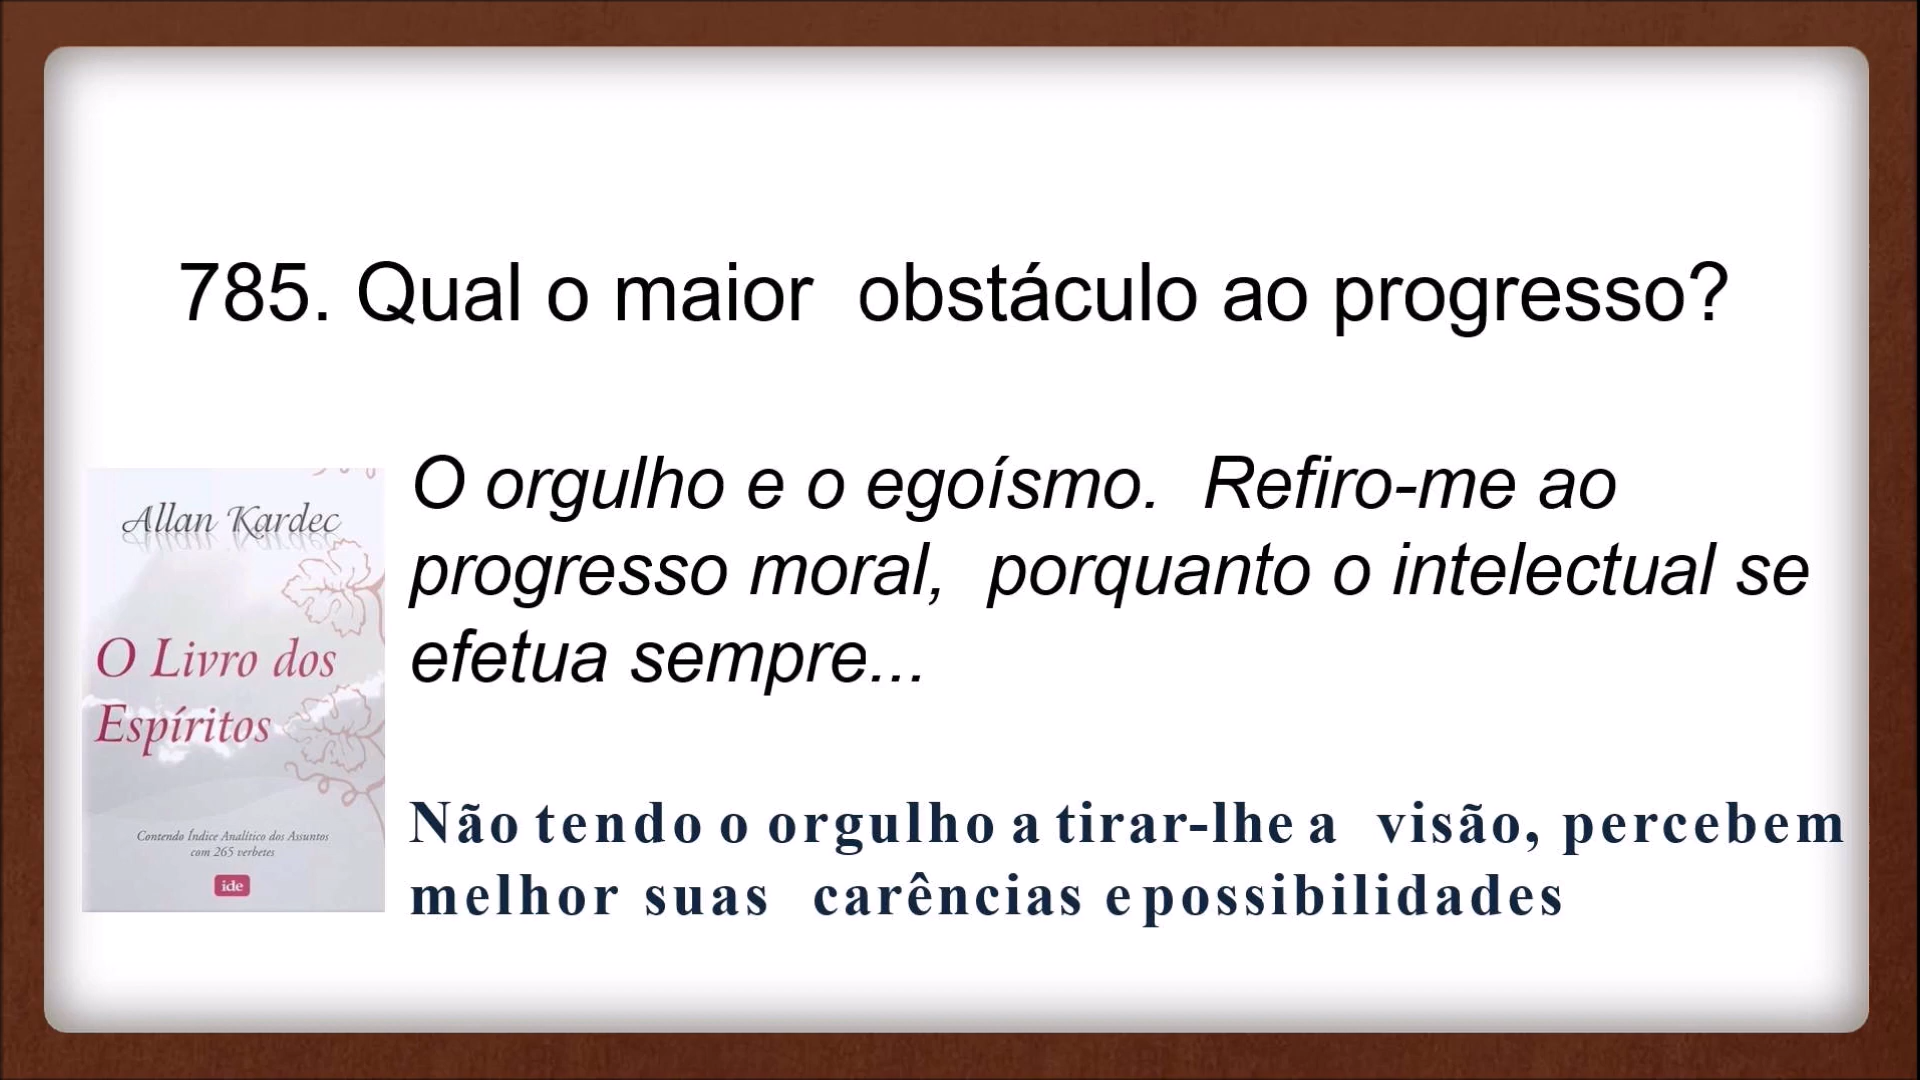 785. Qual o maior obstáculo ao progresso?
O orgulho e o egoísmo. Refiro-me ao
progresso moral, porquanto o intelectual se
efetua sempre...
Allan Kardec
O Livro dos
Espíritos
Contendo Índice Analítico dos Assuntos
com 265 verbetes
ide
Não tendo o orgulho a tirar-lhe a visão, percebem
melhor suas carências e possibilidades